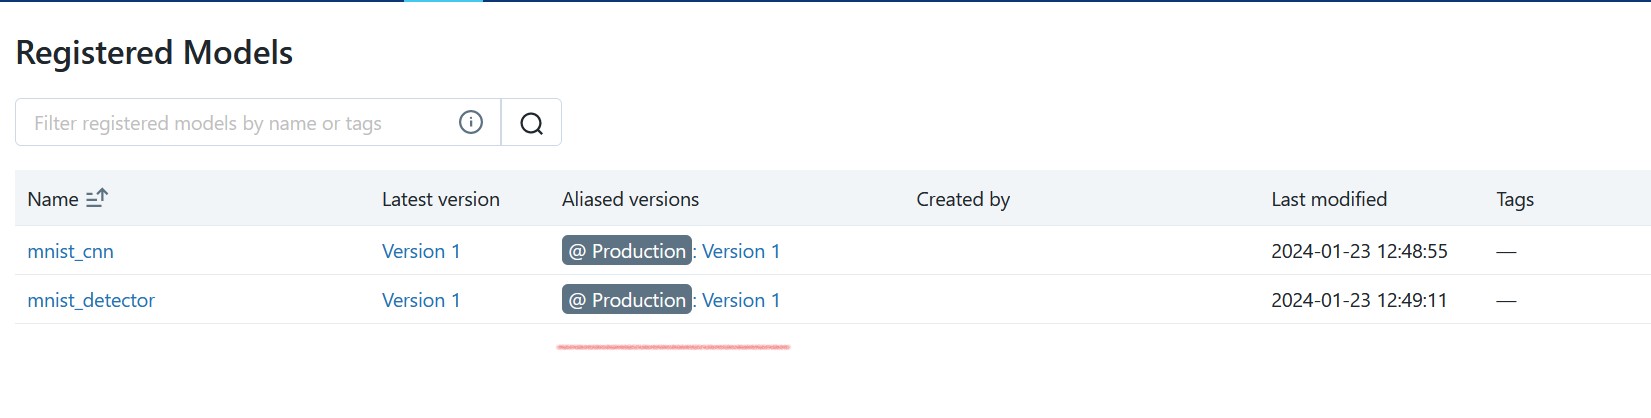 Registered Models
Filter registered models by name or tags
Name Latest version Aliased versions Created by Last modified Tags
mnist_cnn Version 1 @ Production: Version 1 2024-01-23 12:48:55 —
mnist_detector Version 1 @ Production: Version 1 2024-01-23 12:49:11 —